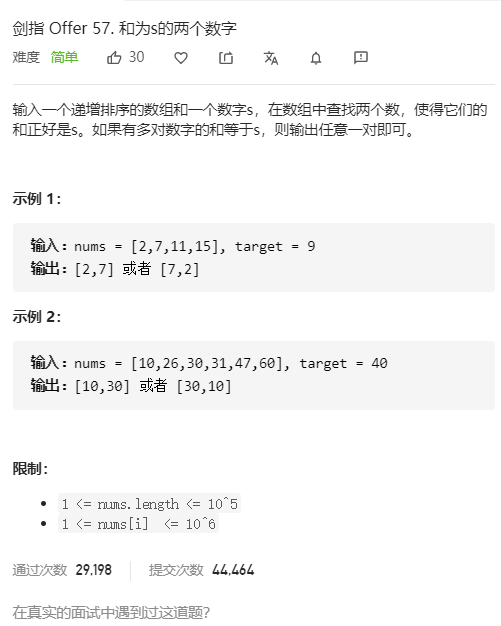 剑指 Offer 57. 和为s的两个数字
难度 简单 30
输入一个递增排序的数组和一个数字s，在数组中查找两个数，使得它们的
和正好是s。如果有多对数字的和等于s，则输出任意一对即可。
示例 1：
输入：nums = [2,7,11,15], target = 9
输出：[2,7] 或者 [7,2]
示例 2：
输入：nums = [10,26,30,31,47,60], target = 40
输出：[10,30] 或者 [30,10]
限制：
1 <= nums.length <= 10^5
1 <= nums[i] <= 10^6
通过次数 29,198 提交次数 44,464
在真实的面试中遇到过这道题?